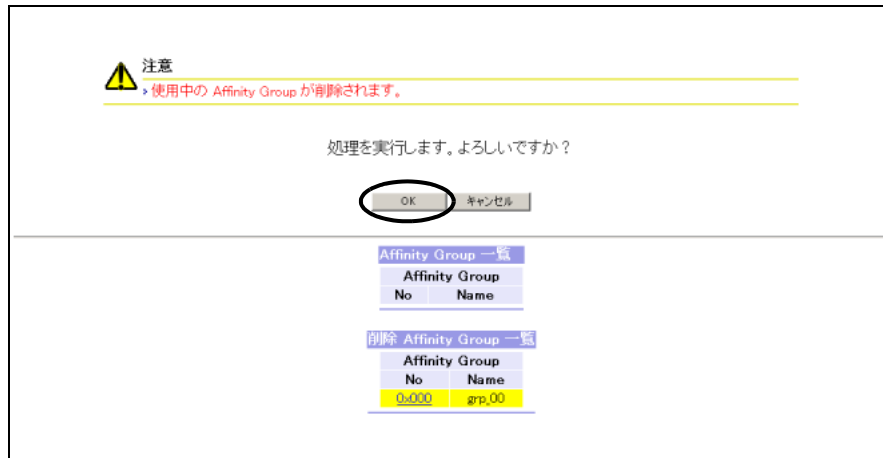 注意
› 使用中の Affinity Group が削除されます。
処理を実行します。よろしいですか？
OK キャンセル
Affinity Group 一覧
Affinity Group
No Name
削除 Affinity Group 一覧
Affinity Group
No Name
0x000 grp_00